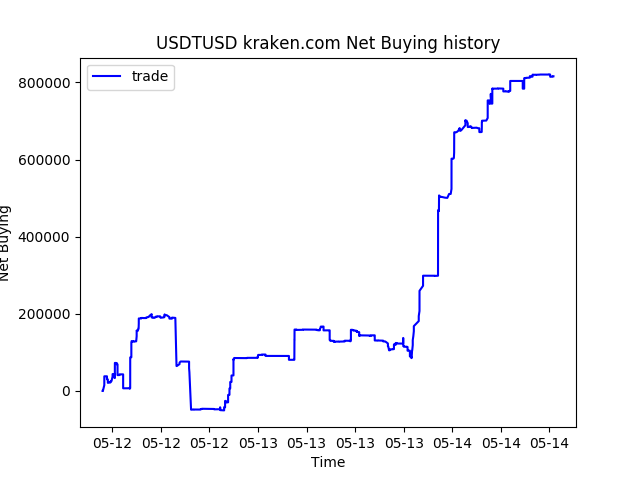 USDTUSD kraken.com Net Buying history
trade
800000
600000
400000
200000
0
Net Buying
05-12 05-12 05-12 05-13 05-13 05-13 05-13 05-14 05-14 05-14
Time